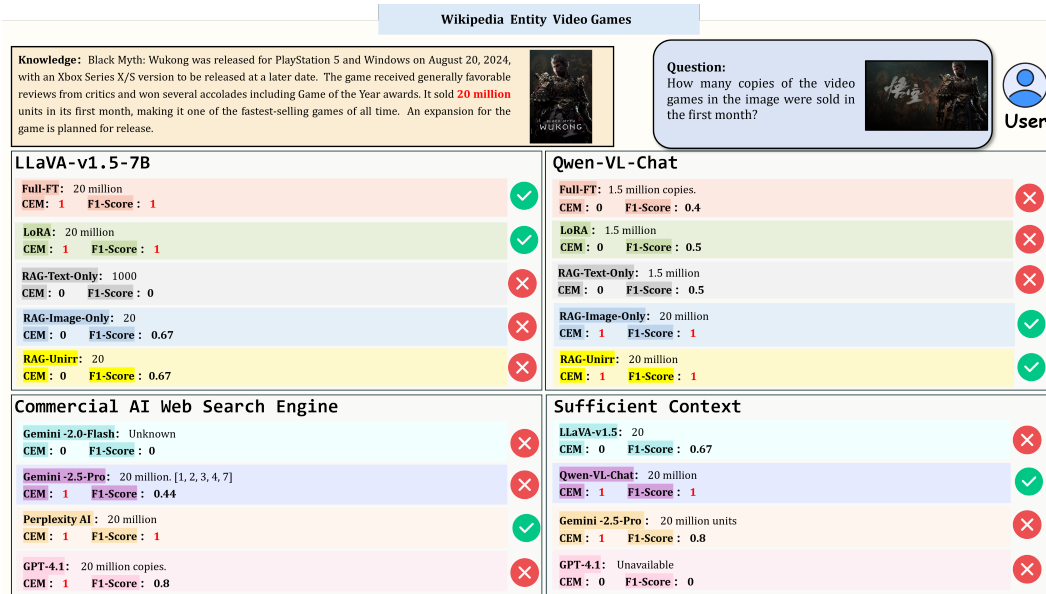 Wikipedia Entity Video Games
Knowledge: Black Myth: Wukong was released for PlayStation 5 and Windows on August 20, 2024,
with an Xbox Series X/S version to be released at a later date. The game received generally favorable
reviews from critics and won several accolades including Game of the Year awards. It sold 20 million
units in its first month, making it one of the fastest-selling games of all time. An expansion for the
game is planned for release.
BLACK MYTH
WUKONG
Question:
How many copies of the video
games in the image were sold in
the first month?
悟空
User
LLaVA-v1.5-7B
Full-FT: 20 million
CEM: 1 F1-Score: 1
LoRA: 20 million
CEM: 1 F1-Score: 1
RAG-Text-Only: 1000
CEM: 0 F1-Score: 0
RAG-Image-Only: 20
CEM: 0 F1-Score: 0.67
RAG-Unirr: 20
CEM: 0 F1-Score: 0.67
Qwen-VL-Chat
Full-FT: 1.5 million copies.
CEM: 0 F1-Score: 0.4
LoRA: 1.5 million
CEM: 0 F1-Score: 0.5
RAG-Text-Only: 1.5 million
CEM: 0 F1-Score: 0.5
RAG-Image-Only: 20 million
CEM: 1 F1-Score: 1
RAG-Unirr: 20 million
CEM: 1 F1-Score: 1
Commercial AI Web Search Engine
Gemini -2.0-Flash: Unknown
CEM: 0 F1-Score: 0
Gemini -2.5-Pro: 20 million. [1, 2, 3, 4, 7]
CEM: 1 F1-Score: 0.44
Perplexity AI: 20 million
CEM: 1 F1-Score: 1
GPT-4.1: 20 million copies.
CEM: 1 F1-Score: 0.8
Sufficient Context
LLaVA-v1.5: 20
CEM: 0 F1-Score: 0.67
Qwen-VL-Chat: 20 million
CEM: 1 F1-Score: 1
Gemini -2.5-Pro: 20 million units
CEM: 1 F1-Score: 0.8
GPT-4.1: Unavailable
CEM: 0 F1-Score: 0